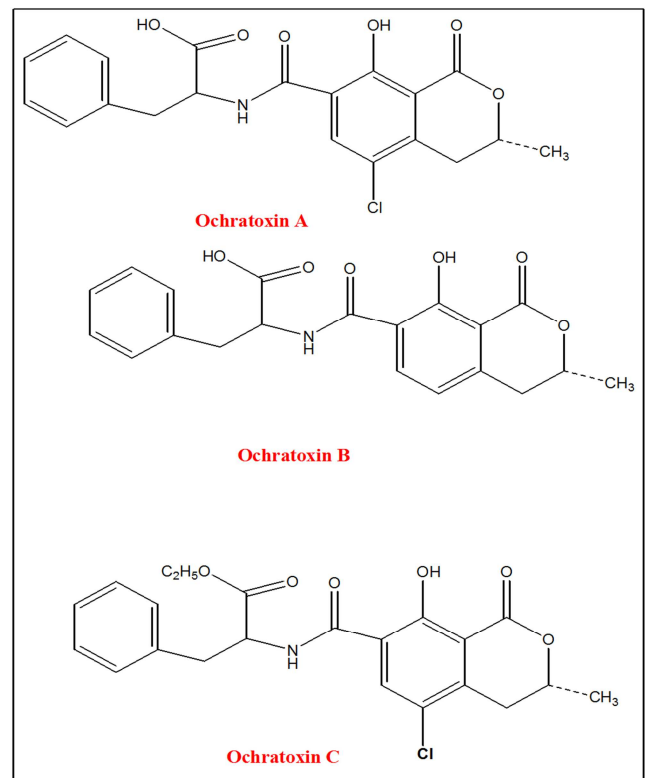 HO O O OH O
O
N
H
CH3
Cl
Ochratoxin A
HO O O OH O
O
N
H
CH3
Ochratoxin B
C2H5O O O OH O
O
N
H
CH3
Cl
Ochratoxin C